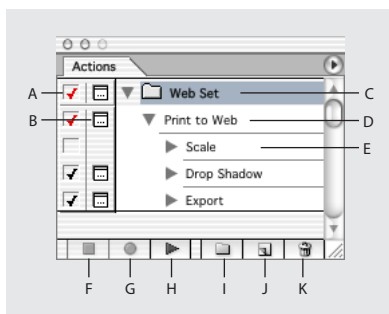 Actions
A
Web Set
C
B
Print to Web
D
Scale
E
Drop Shadow
Export
F
G
H
I
J
K